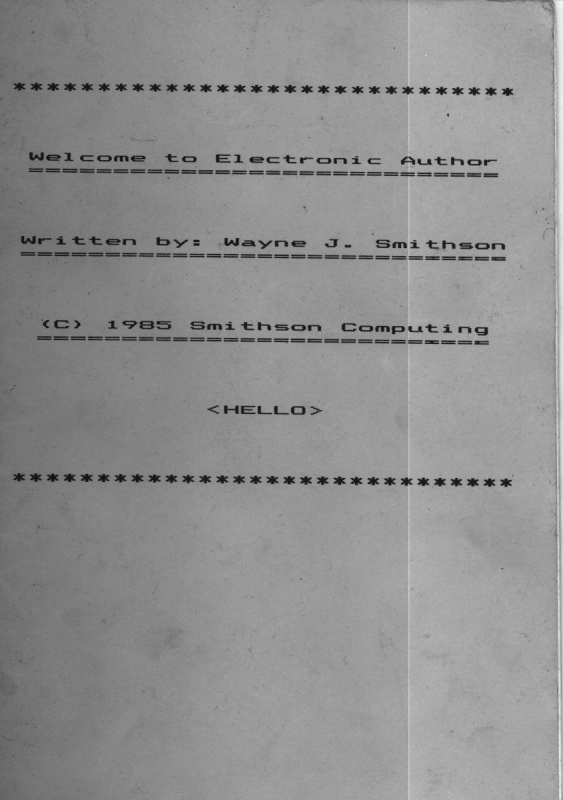 ******************************
Welcome to Electronic Author
============================
Written by: Wayne J. Smithson
=============================
(C) 1985 Smithson Computing
===========================
<HELLO>
******************************